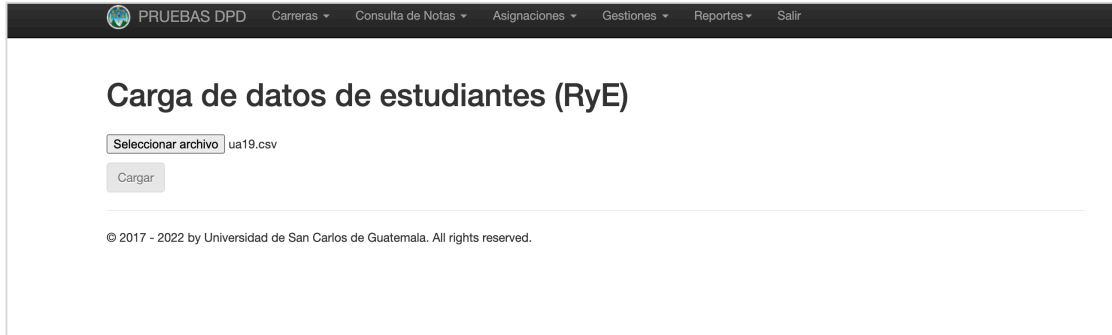 PRUEBAS DPD Carreras Consulta de Notas Asignaciones Gestiones Reportes Salir
Carga de datos de estudiantes (RyE)
Seleccionar archivo ua19.csv
Cargar
© 2017 - 2022 by Universidad de San Carlos de Guatemala. All rights reserved.